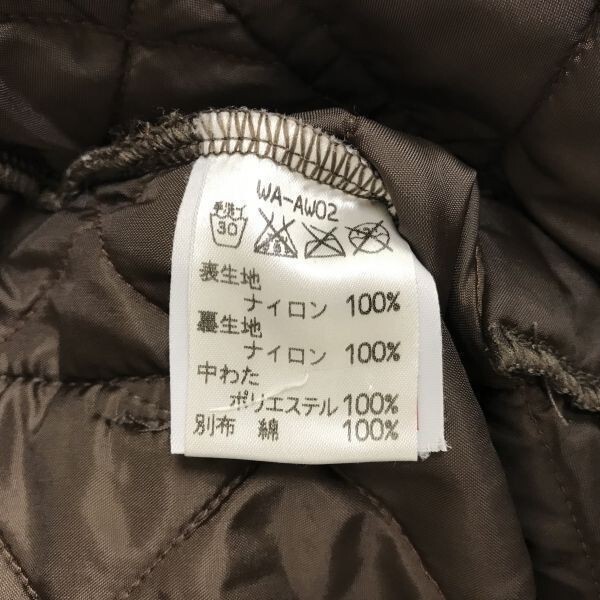 WA-AW02
手洗イ
30
表生地
ナイロン 100%
裏生地
ナイロン 100%
中わた
ポリエステル 100%
別布 綿 100%